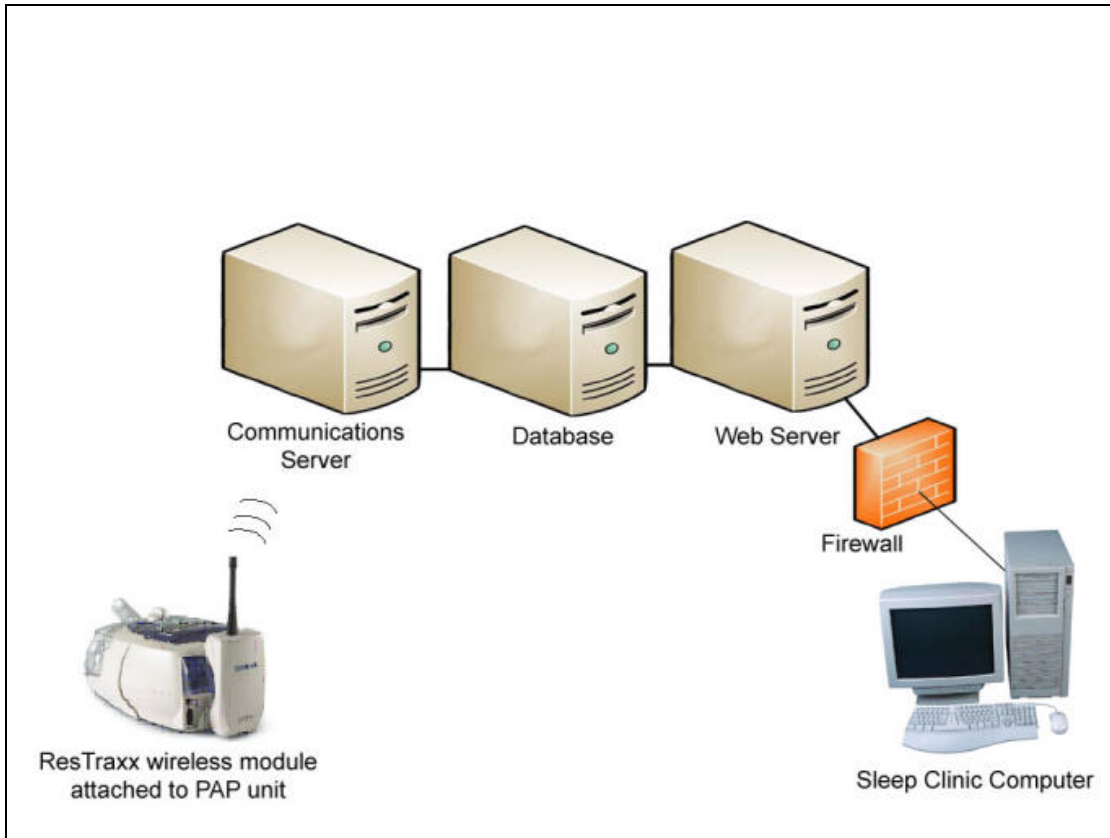 Communications
Server
Database
Web Server
Firewall
ResTraxx wireless module
attached to PAP unit
Sleep Clinic Computer